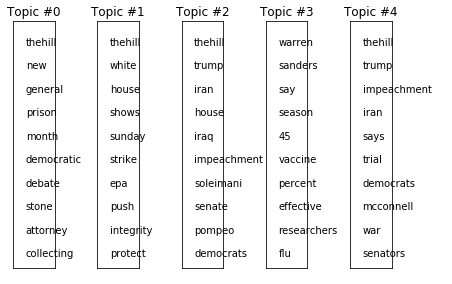 Topic #0 Topic #1 Topic #2 Topic #3 Topic #4
thehill thehill thehill warren thehill
new white trump sanders trump
general house iran say impeachment
prison shows house season iran
month sunday iraq 45 says
democratic strike impeachment vaccine trial
debate epa soleimani percent democrats
stone push senate effective mcconnell
attorney integrity pompeo researchers war
collecting protect democrats flu senators